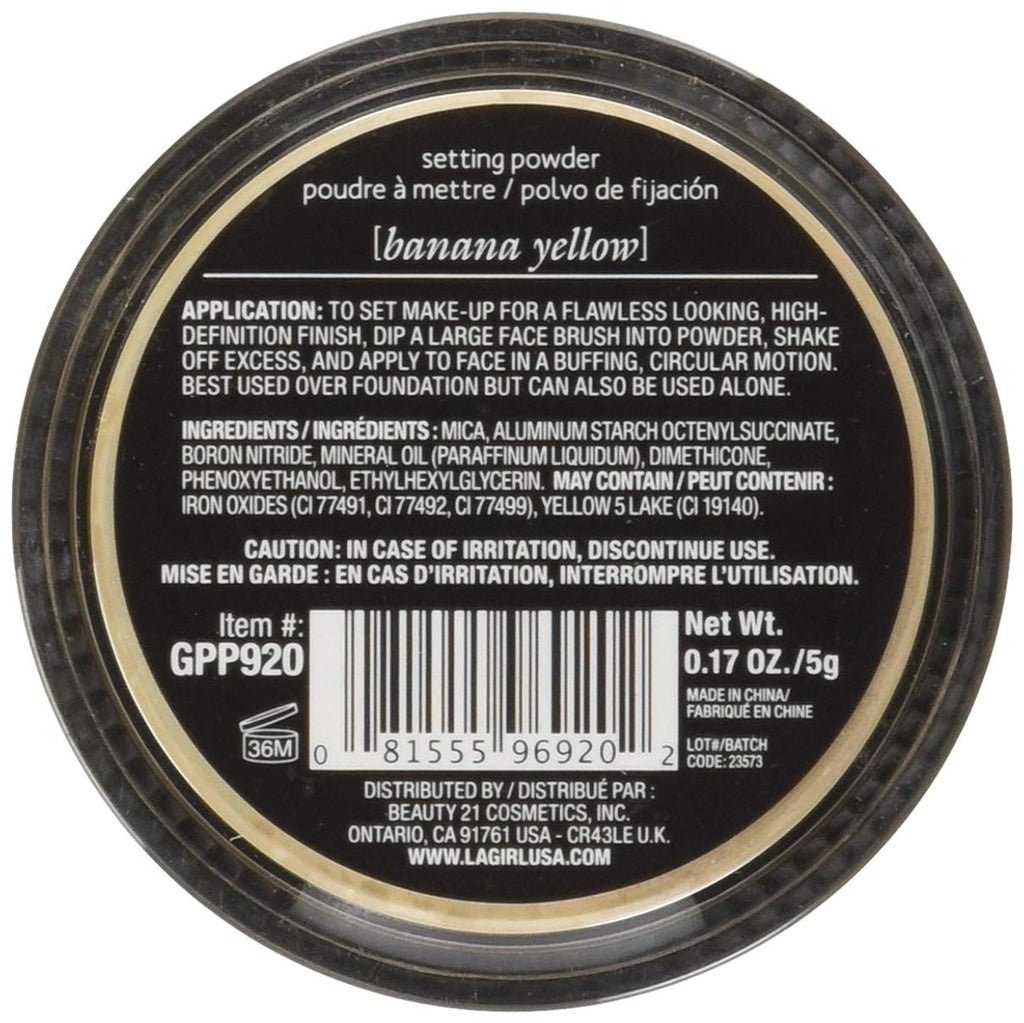 setting powder
poudre à mettre / polvo de fijación
[banana yellow]
APPLICATION: TO SET MAKE-UP FOR A FLAWLESS LOOKING, HIGH-
DEFINITION FINISH, DIP A LARGE FACE BRUSH INTO POWDER, SHAKE
OFF EXCESS, AND APPLY TO FACE IN A BUFFING, CIRCULAR MOTION.
BEST USED OVER FOUNDATION BUT CAN ALSO BE USED ALONE.
INGREDIENTS / INGRÉDIENTS : MICA, ALUMINUM STARCH OCTENYLSUCCINATE,
BORON NITRIDE, MINERAL OIL (PARAFFINUM LIQUIDUM), DIMETHICONE,
PHENOXYETHANOL, ETHYLHEXYLGLYCERIN. MAY CONTAIN / PEUT CONTENIR :
IRON OXIDES (CI 77491, CI 77492, CI 77499), YELLOW 5 LAKE (CI 19140).
CAUTION: IN CASE OF IRRITATION, DISCONTINUE USE.
MISE EN GARDE : EN CAS D'IRRITATION, INTERROMPRE L'UTILISATION.
Item #:
GPP920
36M
0 81555 96920 2
Net Wt.
0.17 OZ./5g
MADE IN CHINA/
FABRIQUÉ EN CHINE
LOT#/BATCH
CODE: 23573
DISTRIBUTED BY / DISTRIBUÉ PAR :
BEAUTY 21 COSMETICS, INC.
ONTARIO, CA 91761 USA - CR43LE U.K.
WWW.LAGIRLUSA.COM